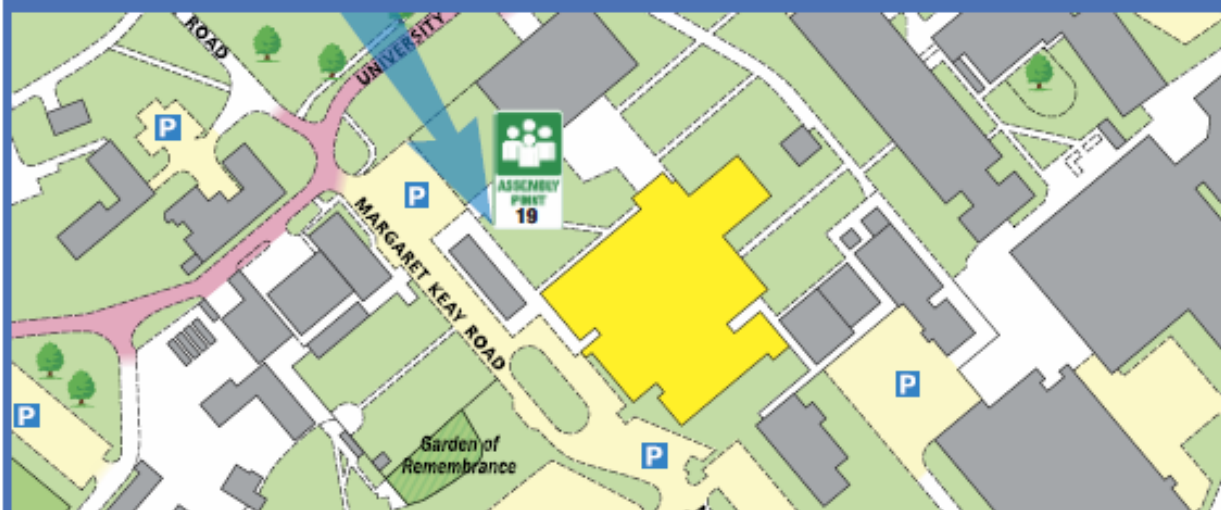 ROAD
UNIVERSITY
P
ASSEMBLY
POINT
19
P
MARGARET KEAY ROAD
P
P
Garden of
Remembrance
P